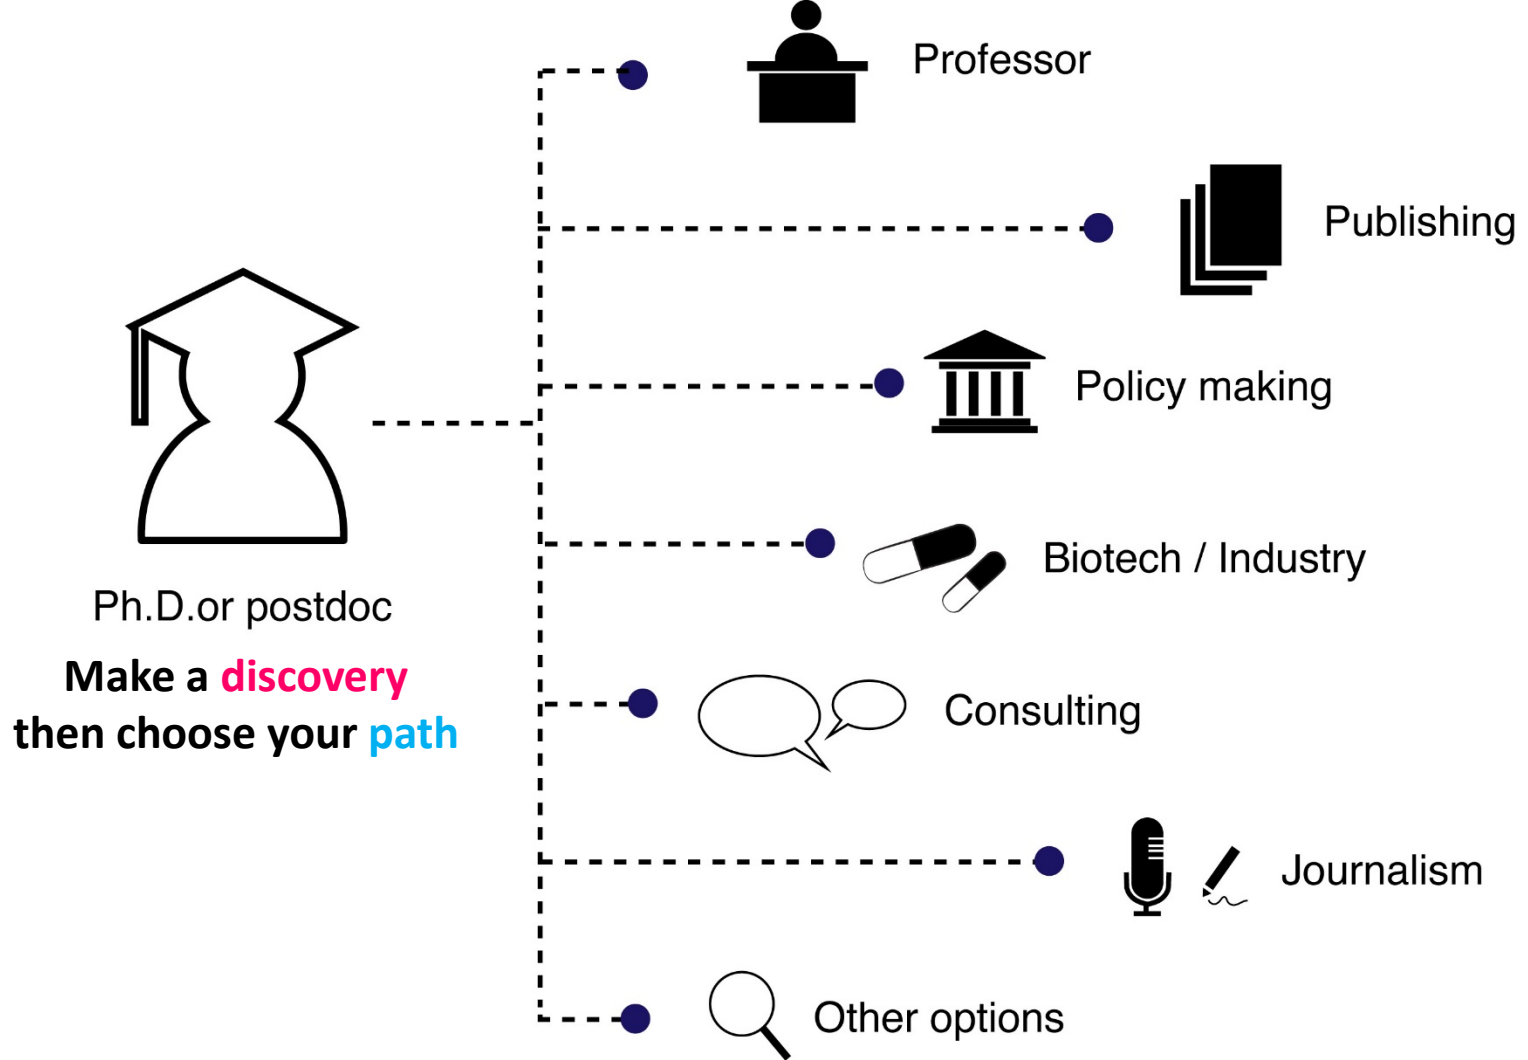 Professor
Publishing
Policy making
Biotech / Industry
Consulting
Journalism
Other options
Ph.D.or postdoc
Make a discovery
then choose your path